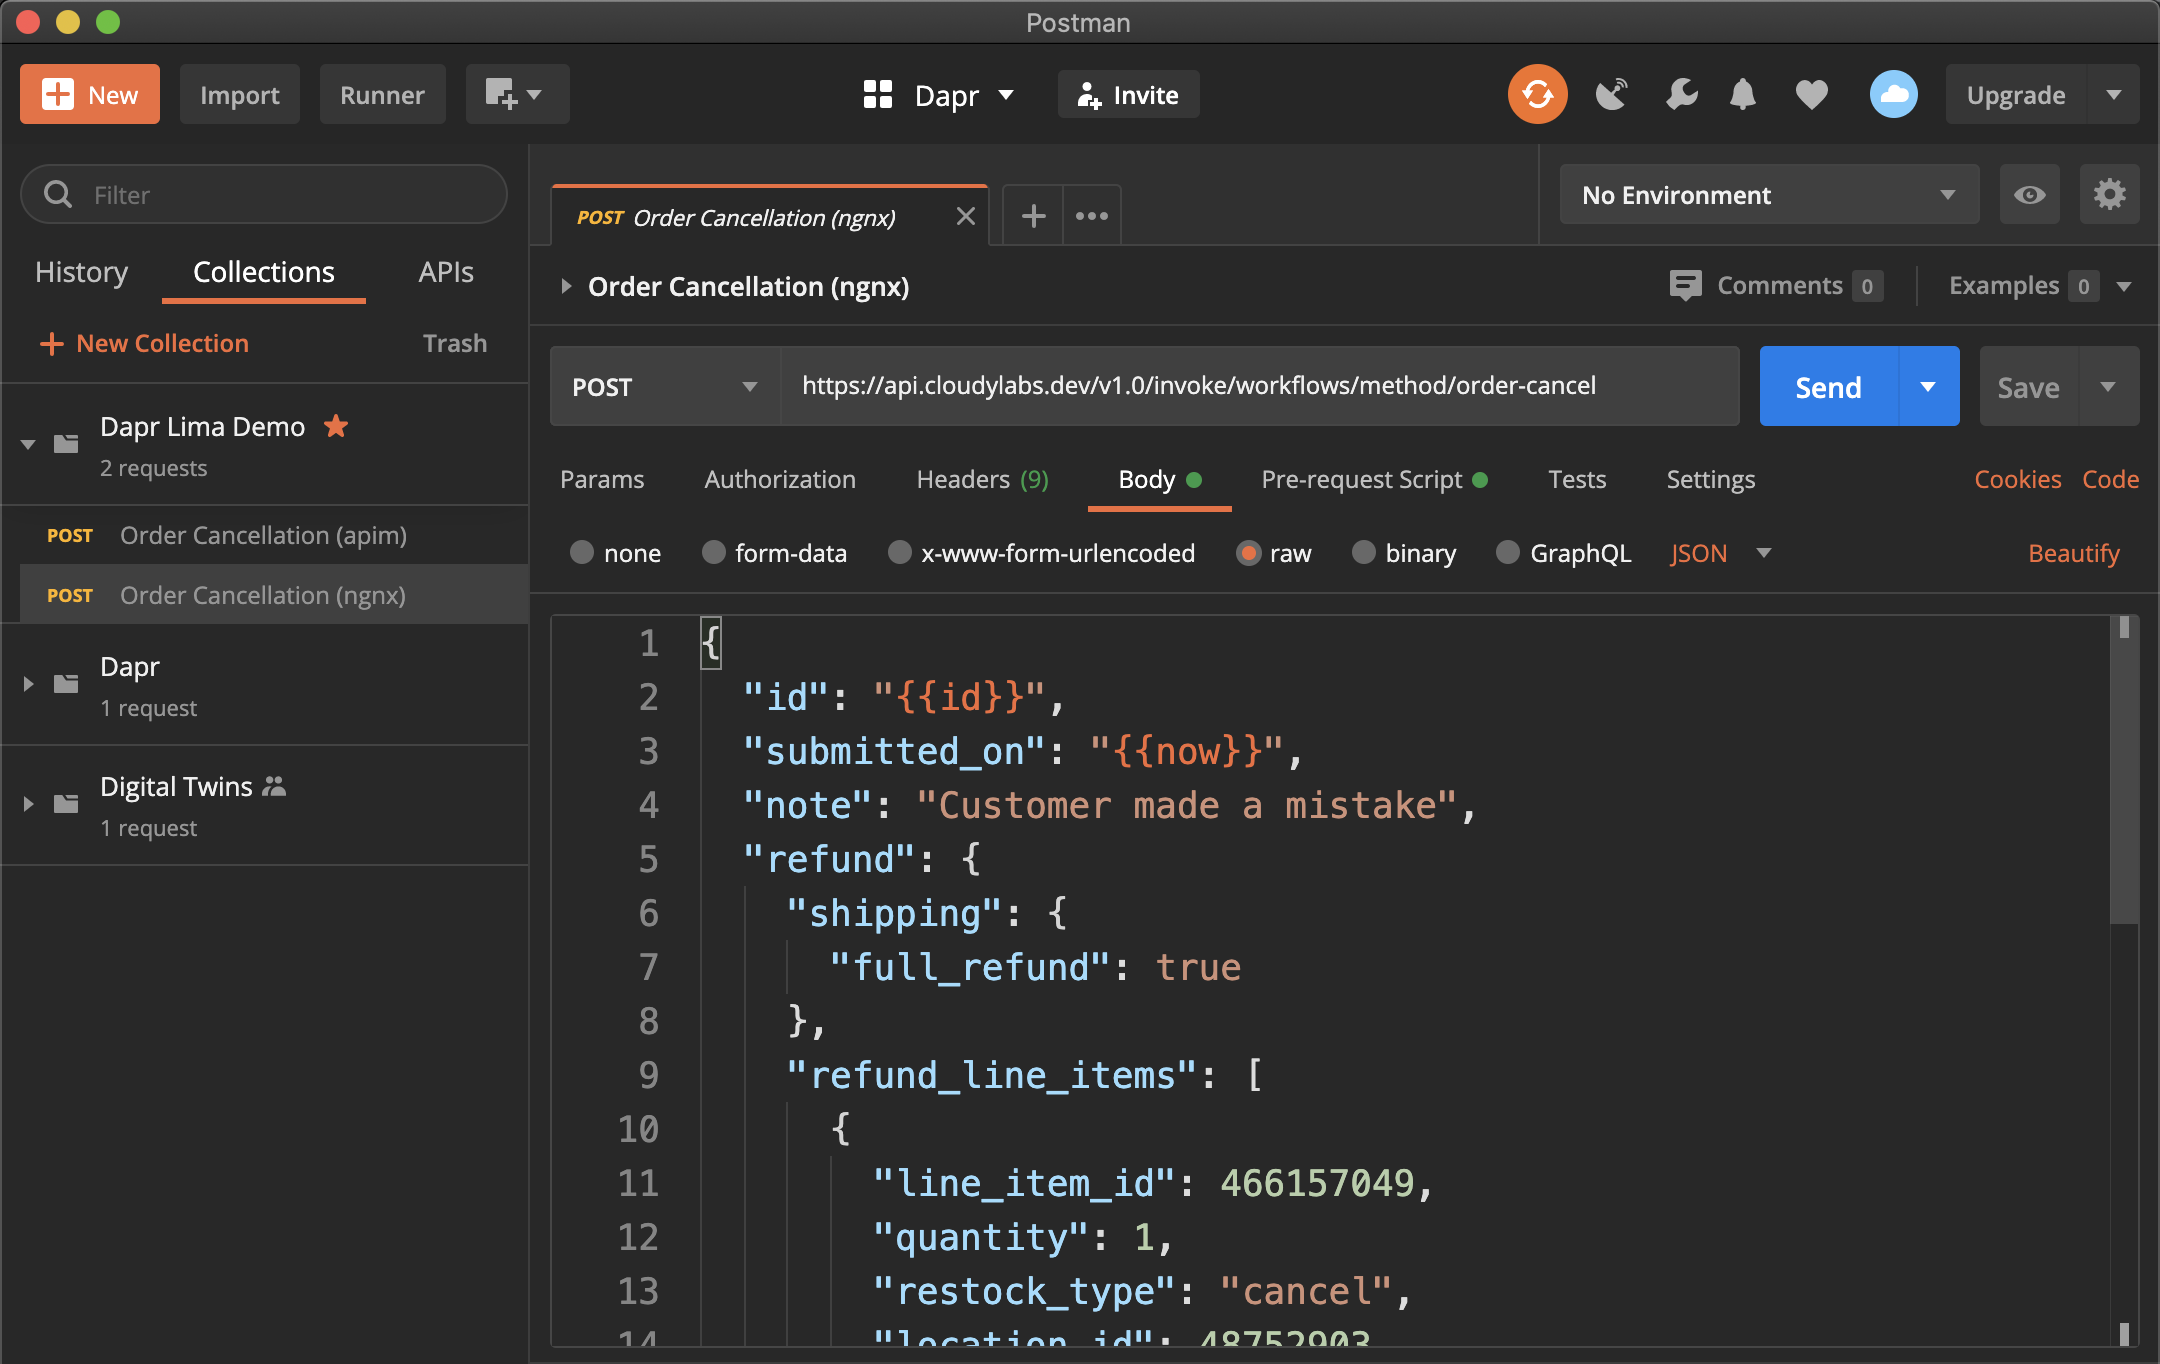 Postman
New
Import
Runner
Dapr
Invite
Upgrade
Filter
History
Collections
APIs
New Collection
Trash
Dapr Lima Demo
2 requests
POST Order Cancellation (apim)
POST Order Cancellation (ngnx)
Dapr
1 request
Digital Twins
1 request
POST Order Cancellation (ngnx)
No Environment
Order Cancellation (ngnx)
Comments 0
Examples 0
POST
https://api.cloudylabs.dev/v1.0/invoke/workflows/method/order-cancel
Send
Save
Params
Authorization
Headers (9)
Body
Pre-request Script
Tests
Settings
Cookies
Code
none
form-data
x-www-form-urlencoded
raw
binary
GraphQL
JSON
Beautify
1 {
2 "id": "{{id}}",
3 "submitted_on": "{{now}}",
4 "note": "Customer made a mistake",
5 "refund": {
6 "shipping": {
7 "full_refund": true
8 },
9 "refund_line_items": [
10 {
11 "line_item_id": 466157049,
12 "quantity": 1,
13 "restock_type": "cancel",
14 "location_id": 48752903